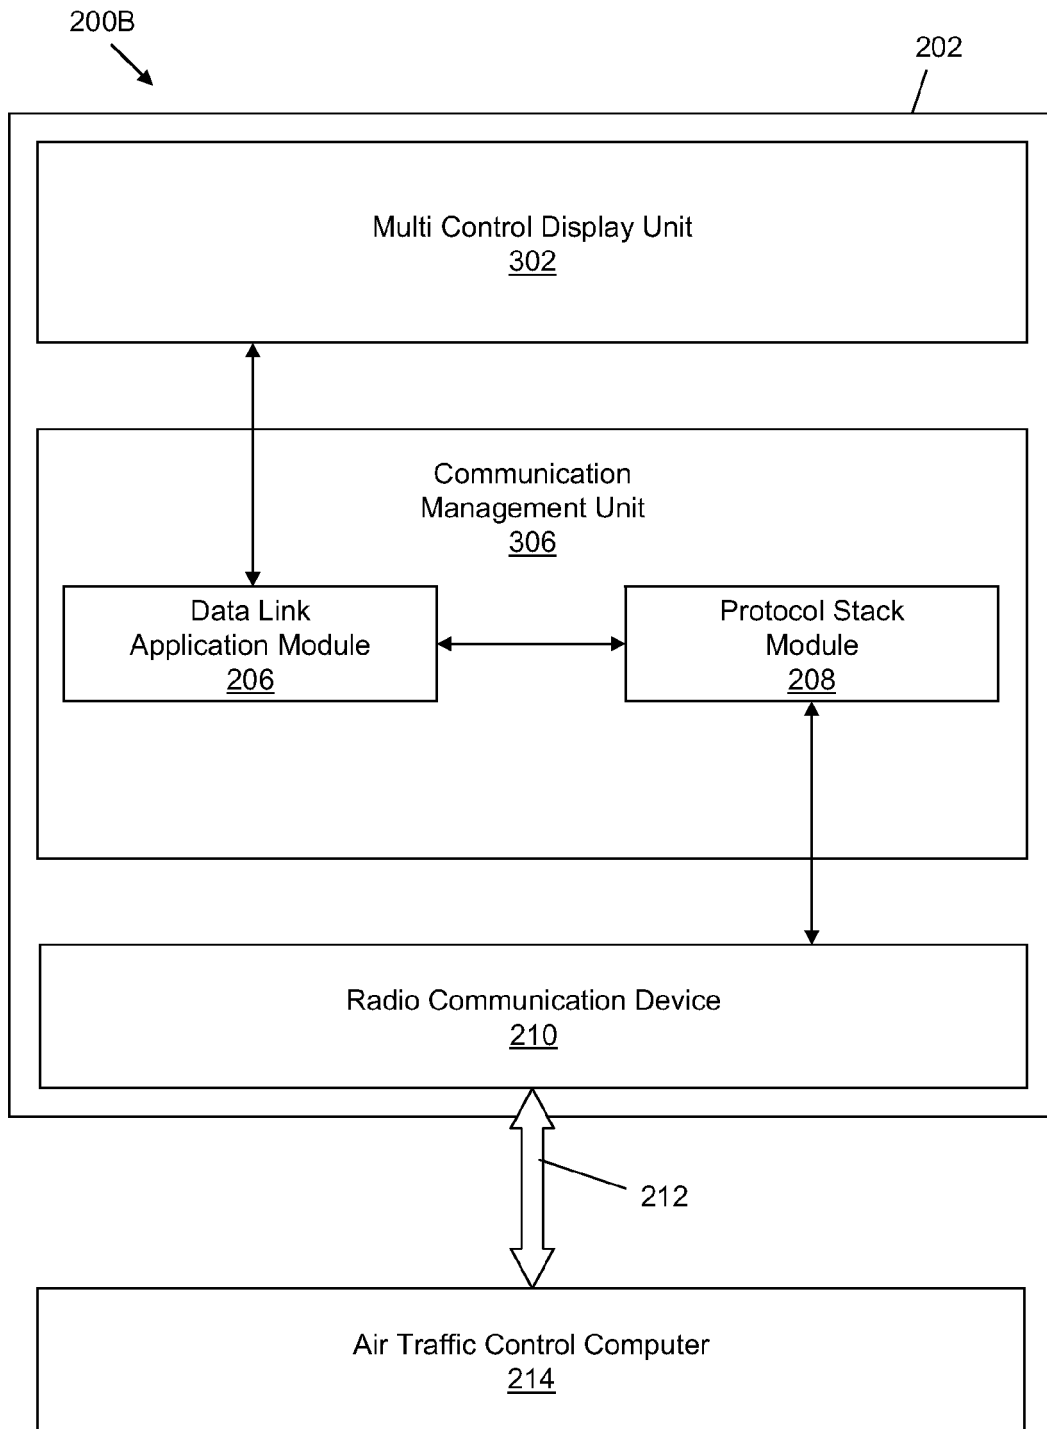 200B
202
Multi Control Display Unit
302
Communication
Management Unit
306
Data Link
Application Module
206
Protocol Stack
Module
208
Radio Communication Device
210
212
Air Traffic Control Computer
214